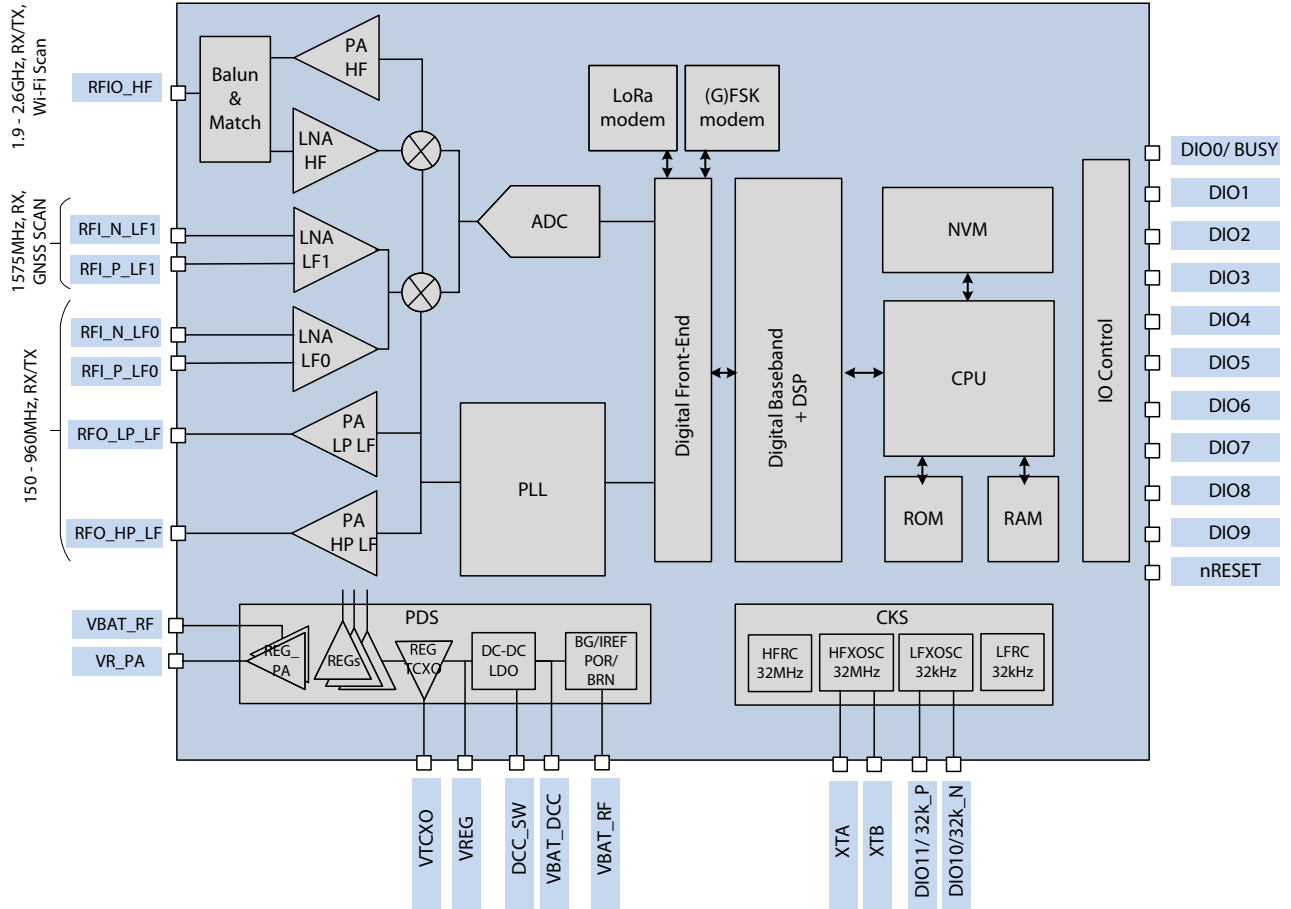 1.9 - 2.6GHz, RX/TX,
Wi-Fi Scan
RFIO_HF
Balun
&
Match
PA
HF
LNA
HF
LoRa
modem
(G)FSK
modem
1575MHz, RX,
GNSS SCAN
RFI_N_LF1
RFI_P_LF1
LNA
LF1
ADC
150 - 960MHz, RX/TX
RFI_N_LF0
RFI_P_LF0
LNA
LF0
RFO_LP_LF
PA
LP LF
RFO_HP_LF
PA
HP LF
PLL
Digital Front-End
Digital Baseband
+ DSP
NVM
CPU
ROM
RAM
IO Control
DIO0/ BUSY
DIO1
DIO2
DIO3
DIO4
DIO5
DIO6
DIO7
DIO8
DIO9
nRESET
VBAT_RF
VR_PA
PDS
REG_
PA
REGs
REG
TCXO
DC-DC
LDO
BG/IREF
POR/
BRN
CKS
HFRC
32MHz
HFXOSC
32MHz
LFXOSC
32kHz
LFRC
32kHz
VTCXO
VREG
DCC_SW
VBAT_DCC
VBAT_RF
XTA
XTB
DIO11/ 32k_P
DIO10/32k_N